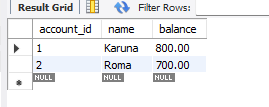 Result Grid Filter Rows:
account_id name balance
1 Karuna 800.00
2 Roma 700.00
NULL NULL NULL